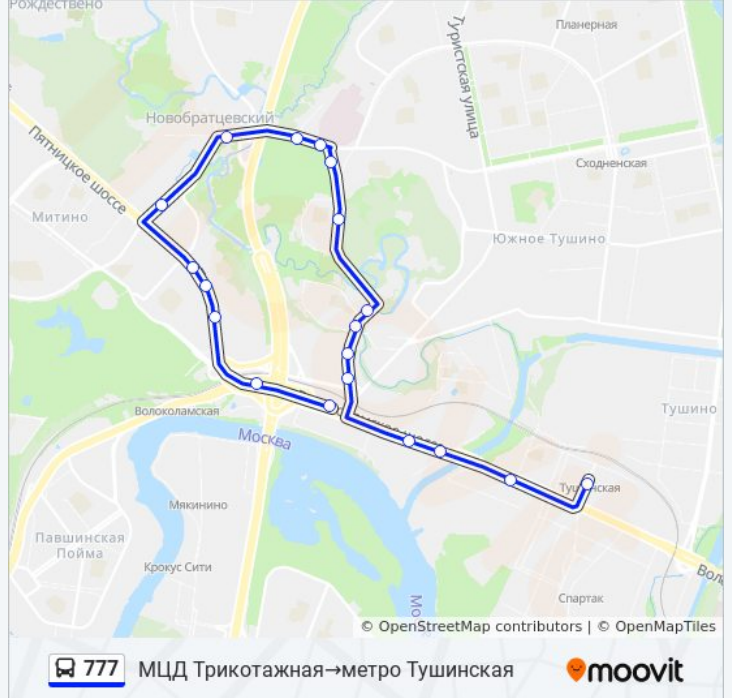 Рождествено
Планерная
Туристская улица
Новобратцевский
Пятницкое шоссе
Сходненская
Митино
Южное Тушино
Волоколамская
Тушино
Москва
Мякинино
Павшинская
Пойма
Крокус Сити
Спартак
© OpenStreetMap contributors | © OpenMapTiles
777 МЦД Трикотажная→метро Тушинская
moovit